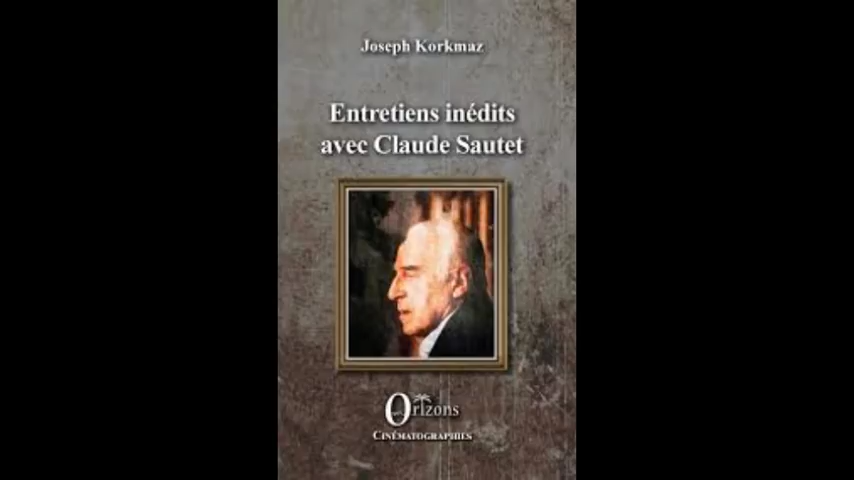 Joseph Korkmaz
Entretiens inédits
avec Claude Sautet
Orizons
CINÉMATOGRAPHIES